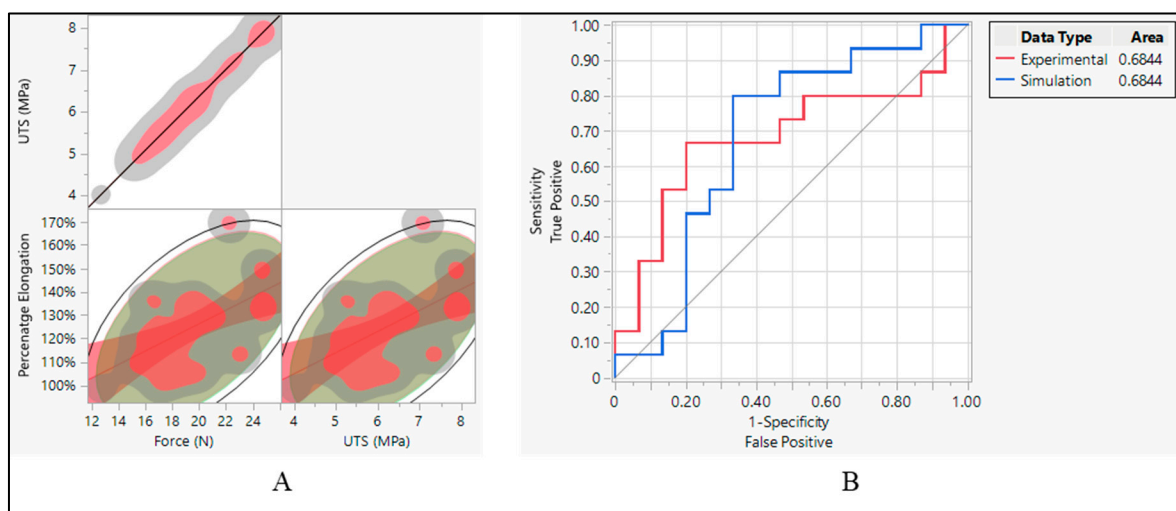 8
7
6
5
4
UTS (MPa)
170%
160%
150%
140%
130%
120%
110%
100%
Percenatge Elongation
12 14 16 18 20 22 24
Force (N)
4 5 6 7 8
UTS (MPa)
A
1.00
0.90
0.80
0.70
0.60
0.50
0.40
0.30
0.20
0.10
0
Sensitivity
True Positive
0 0.20 0.40 0.60 0.80 1.00
1-Specificity
False Positive
Data Type Area
Experimental 0.6844
Simulation 0.6844
B